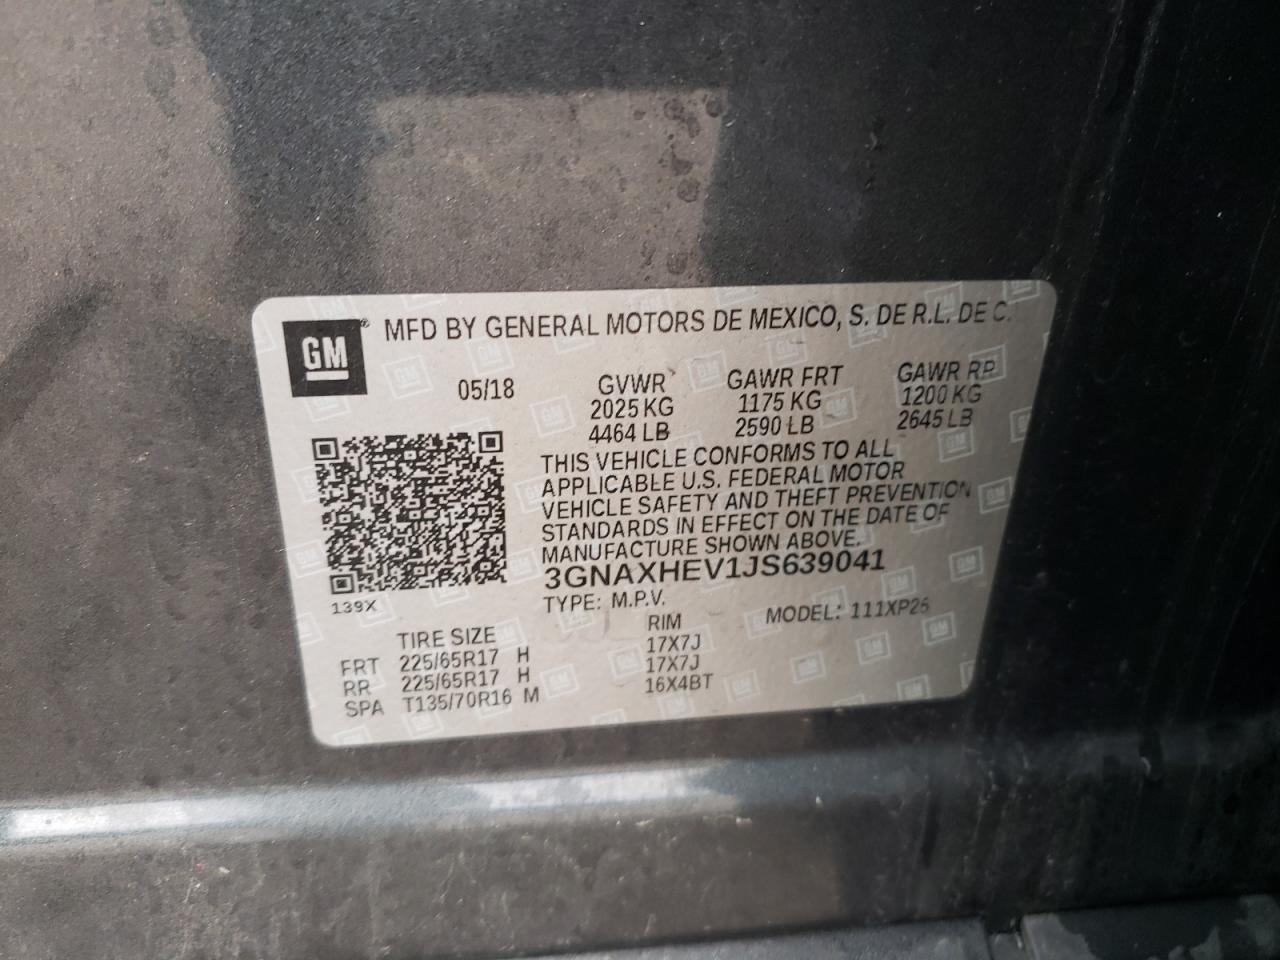 GM® MFD BY GENERAL MOTORS DE MEXICO, S. DE R.L. DE C.
05/18 GVWR GAWR FRT GAWR RR
2025 KG 1175 KG 1200 KG
4464 LB 2590 LB 2645 LB
THIS VEHICLE CONFORMS TO ALL
APPLICABLE U.S. FEDERAL MOTOR
VEHICLE SAFETY AND THEFT PREVENTION
STANDARDS IN EFFECT ON THE DATE OF
MANUFACTURE SHOWN ABOVE.
3GNAXHEV1JS639041
139X TYPE: M.P.V. MODEL: 111XP26
TIRE SIZE RIM
FRT 225/65R17 H 17X7J
RR 225/65R17 H 17X7J
SPA T135/70R16 M 16X4BT